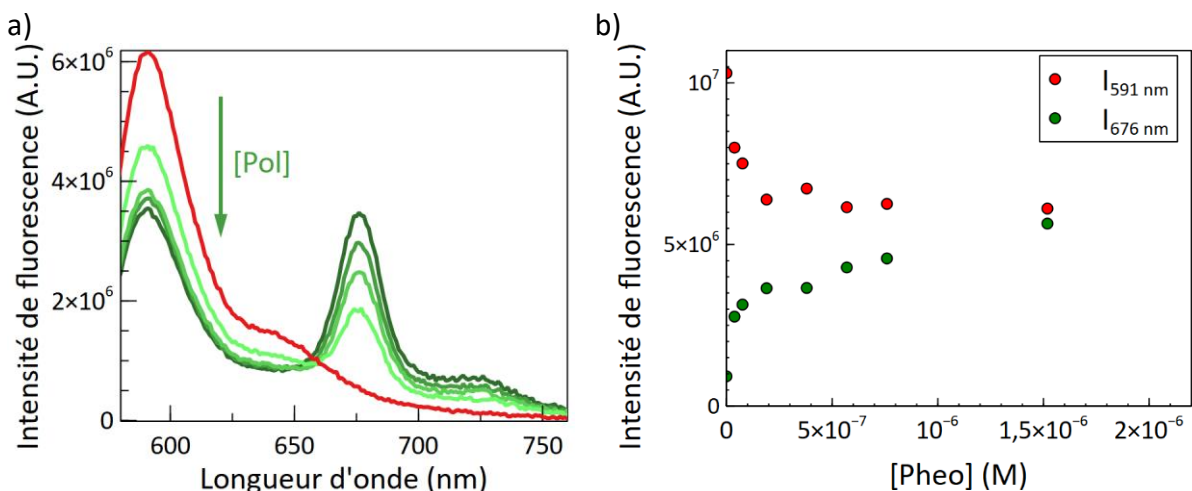 a)
Intensité de fluorescence (A.U.)
6×10⁶
4×10⁶
2×10⁶
0
[Pol]
600
650
700
750
Longueur d'onde (nm)
b)
Intensité de fluorescence (A.U.)
10⁷
5×10⁶
0
I₅₉₁ ₙₘ
I₆₇₆ ₙₘ
0
5×10⁻⁷
10⁻⁶
1,5×10⁻⁶
2×10⁻⁶
[Pheo] (M)